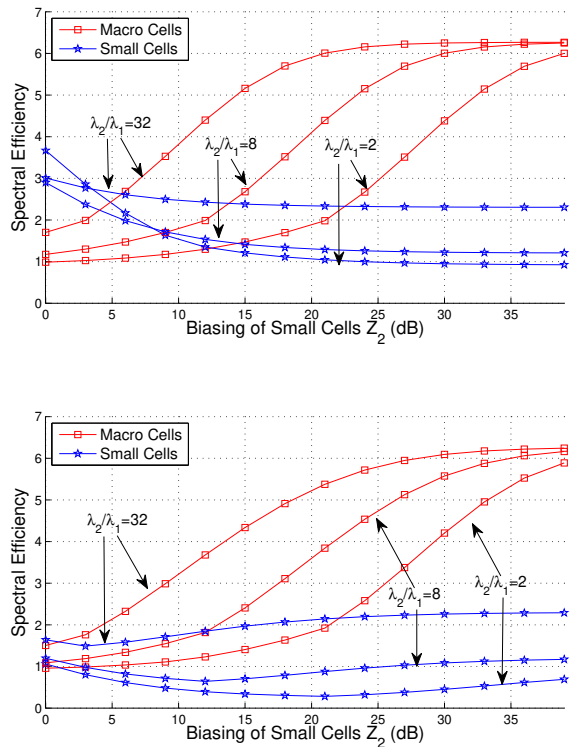 7
6
5
4
3
2
1
0
Spectral Efficiency
Macro Cells
Small Cells
λ2/λ1=32
λ2/λ1=8
λ2/λ1=2
0 5 10 15 20 25 30 35
Biasing of Small Cells Z2 (dB)
7
6
5
4
3
2
1
0
Spectral Efficiency
Macro Cells
Small Cells
λ2/λ1=32
λ2/λ1=8
λ2/λ1=2
0 5 10 15 20 25 30 35
Biasing of Small Cells Z2 (dB)